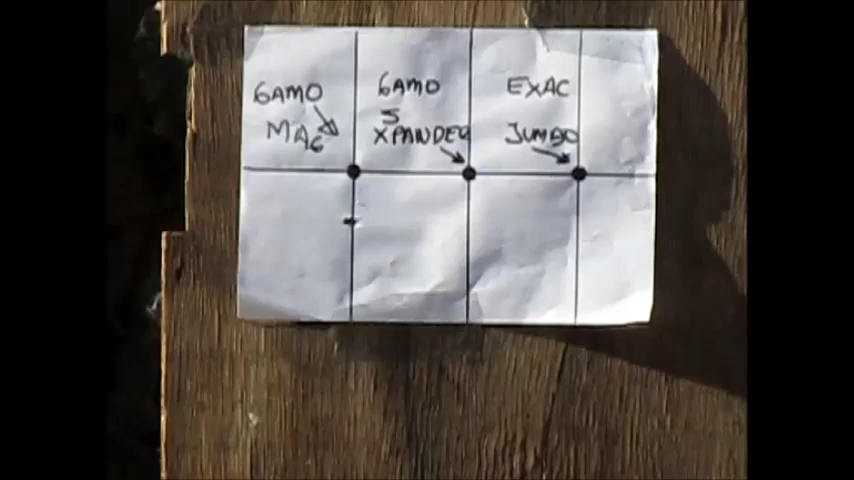 GAMO
MAG
GAMO
S
XPANDER
EXAC
JUMBO